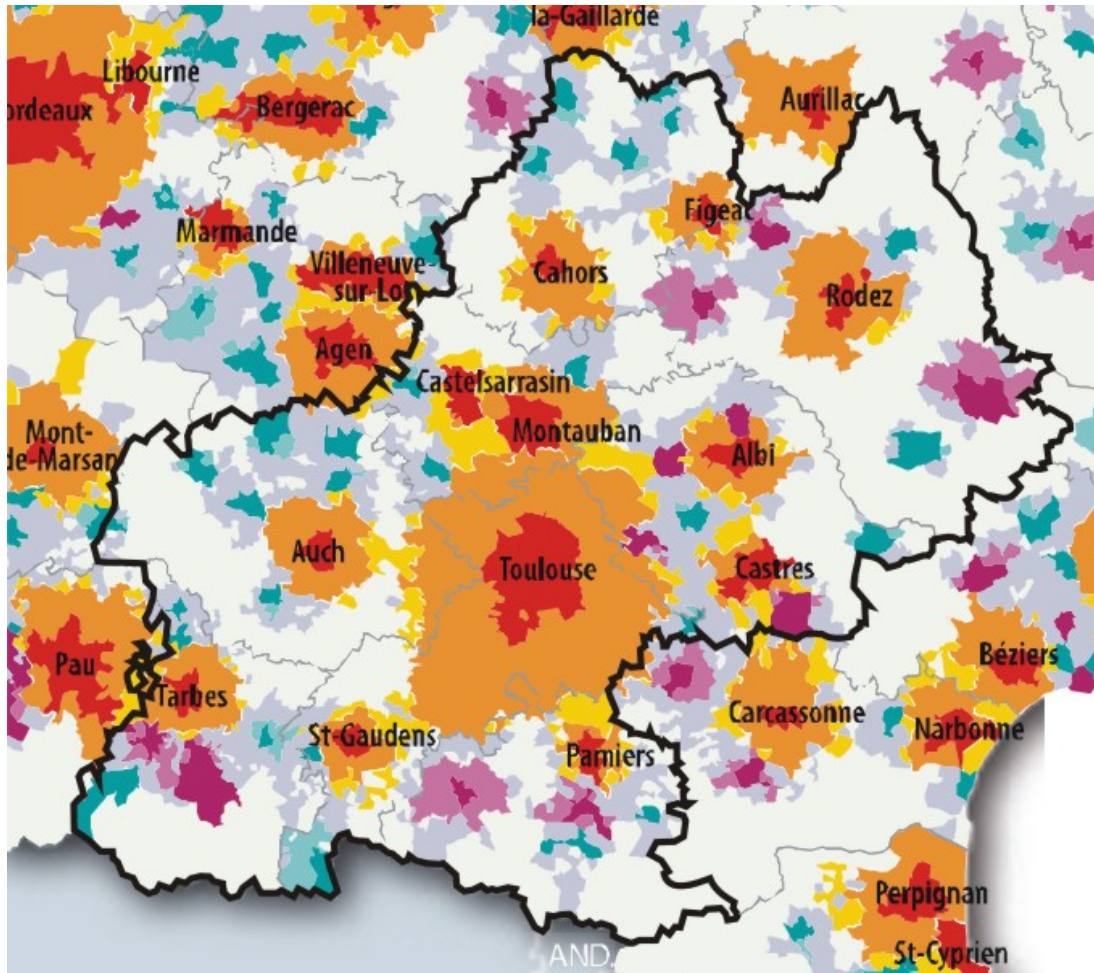 la-Gaillarde
Libourne
ordeaux
Bergerac
Aurillac
Marmande
Figeac
Villeneuve-
sur-Lot
Cahors
Rodez
Agen
Castelsarrasin
Mont-
de-Marsan
Montauban
Albi
Auch
Toulouse
Castres
Pau
Tarbes
Béziers
St-Gaudens
Carcassonne
Narbonne
Pamiers
Perpignan
St-Cyprien
AND.